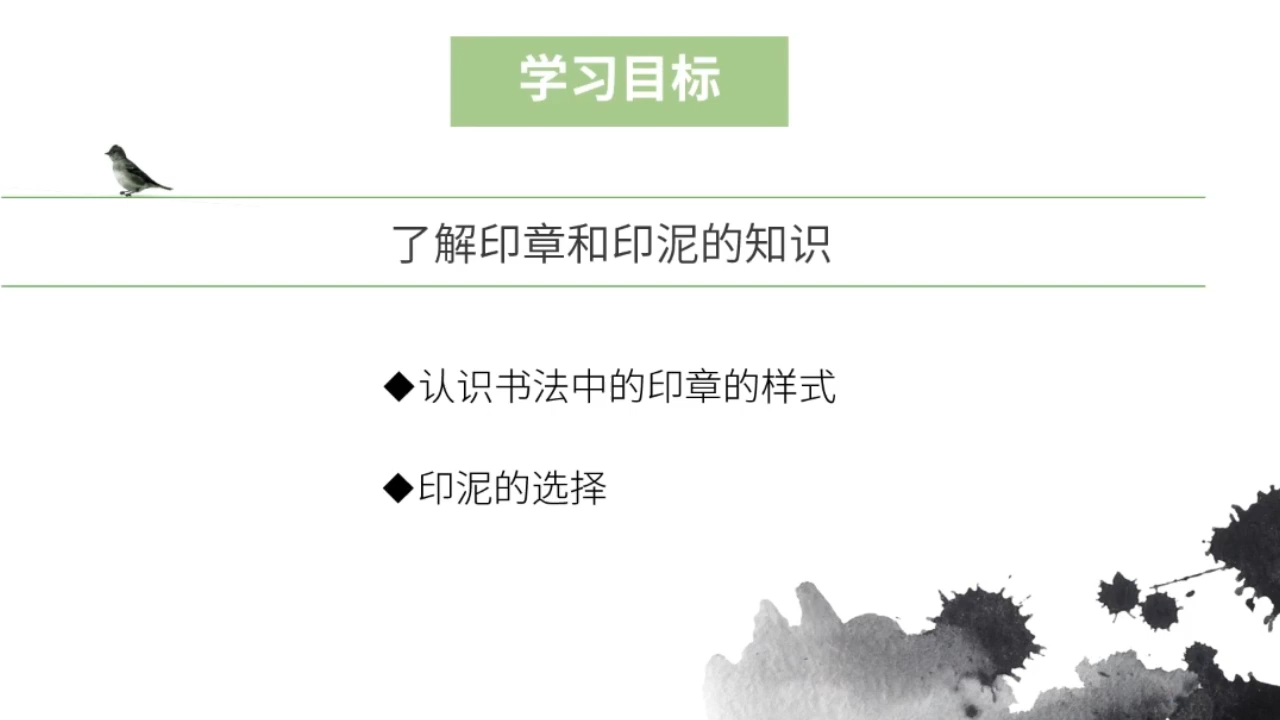 学习目标
了解印章和印泥的知识
◆认识书法中的印章的样式
◆印泥的选择